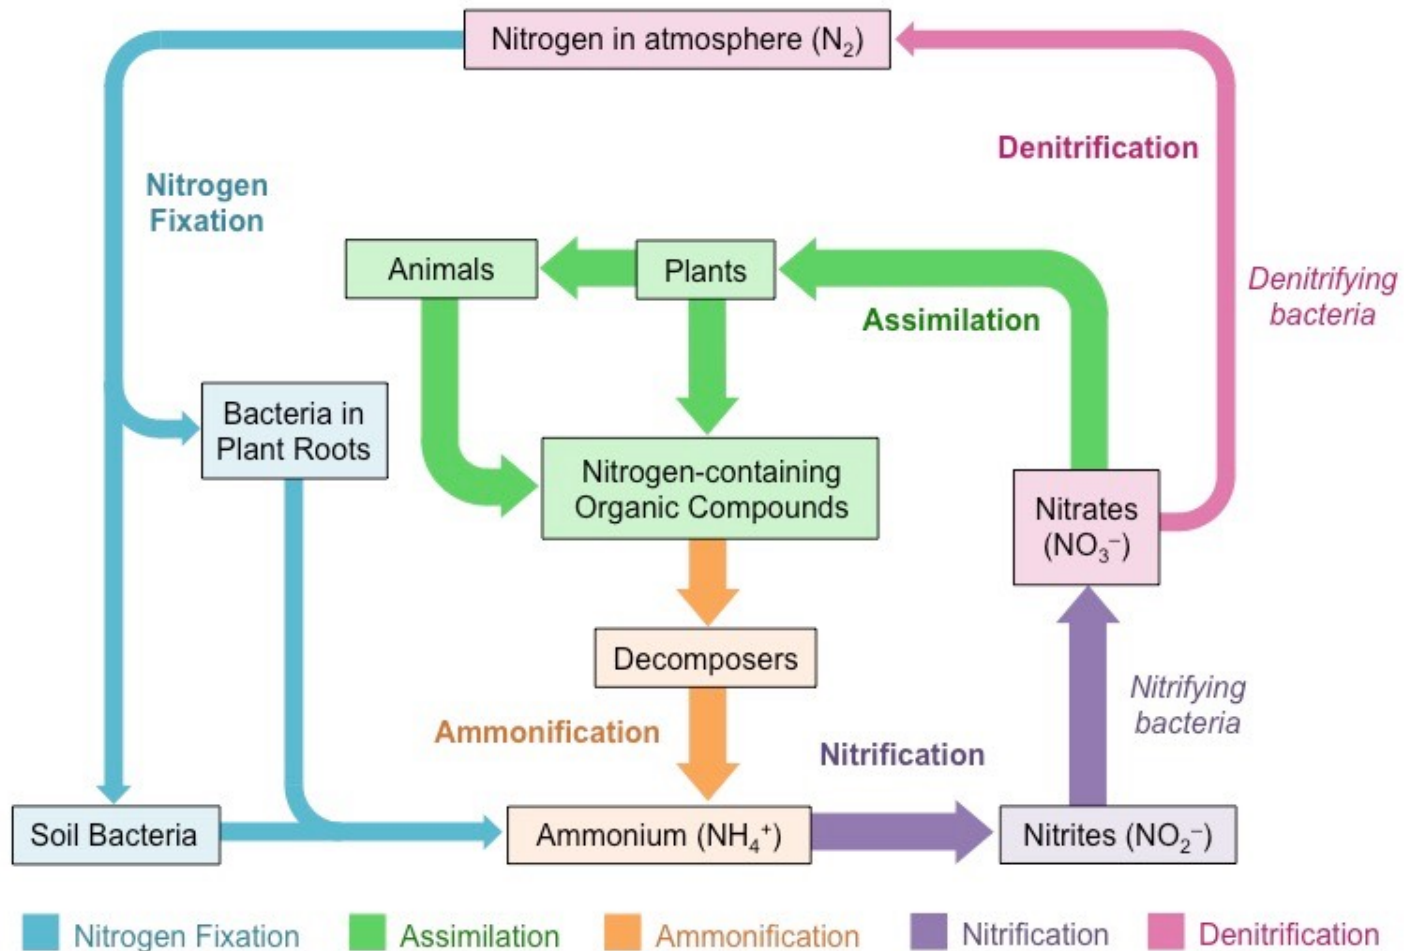 Nitrogen in atmosphere (N₂)
Denitrification
Nitrogen
Fixation
Animals
Plants
Denitrifying
bacteria
Assimilation
Bacteria in
Plant Roots
Nitrogen-containing
Organic Compounds
Nitrates
(NO₃⁻)
Decomposers
Nitrifying
bacteria
Ammonification
Nitrification
Soil Bacteria
Ammonium (NH₄⁺)
Nitrites (NO₂⁻)
Nitrogen Fixation
Assimilation
Ammonification
Nitrification
Denitrification